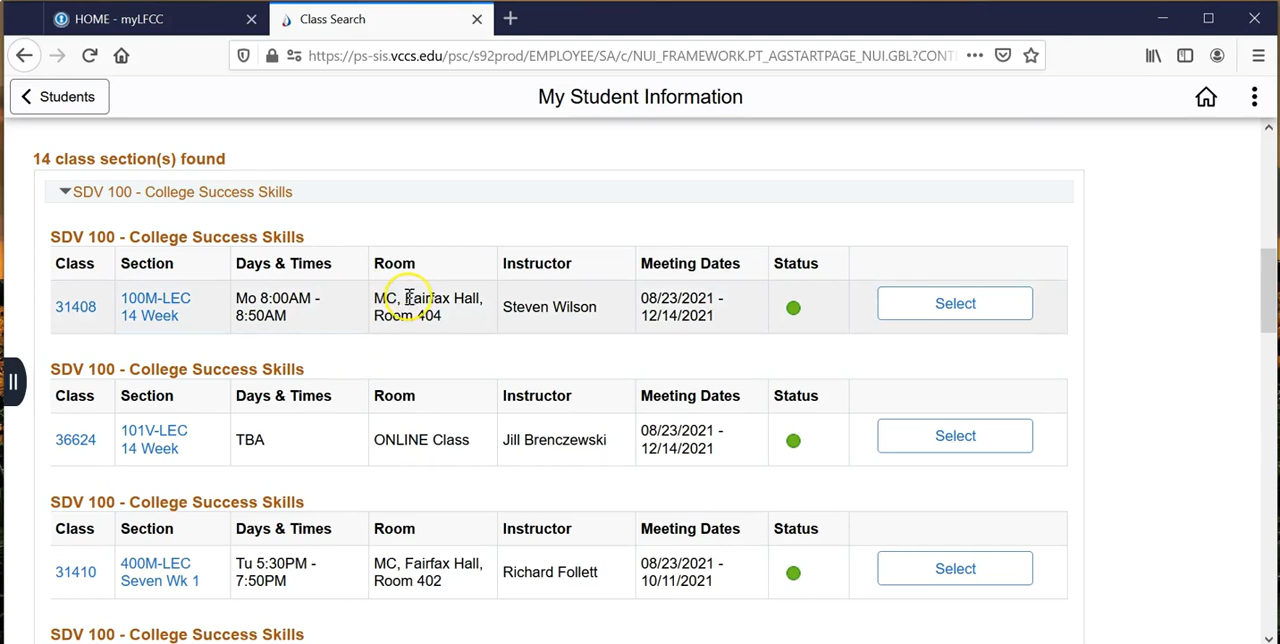 HOME - myLFCC
Class Search
https://ps-sis.vccs.edu/psc/s92prod/EMPLOYEE/SA/c/NUI_FRAMEWORK.PT_AGSTARTPAGE_NUI.GBL?CONT
Students
My Student Information
14 class section(s) found
SDV 100 - College Success Skills
SDV 100 - College Success Skills
Class Section Days & Times Room Instructor Meeting Dates Status
31408 100M-LEC 14 Week Mo 8:00AM - 8:50AM MC, Fairfax Hall, Room 404 Steven Wilson 08/23/2021 - 12/14/2021 Select
SDV 100 - College Success Skills
Class Section Days & Times Room Instructor Meeting Dates Status
36624 101V-LEC 14 Week TBA ONLINE Class Jill Brenczewski 08/23/2021 - 12/14/2021 Select
SDV 100 - College Success Skills
Class Section Days & Times Room Instructor Meeting Dates Status
31410 400M-LEC Seven Wk 1 Tu 5:30PM - 7:50PM MC, Fairfax Hall, Room 402 Richard Follett 08/23/2021 - 10/11/2021 Select
SDV 100 - College Success Skills